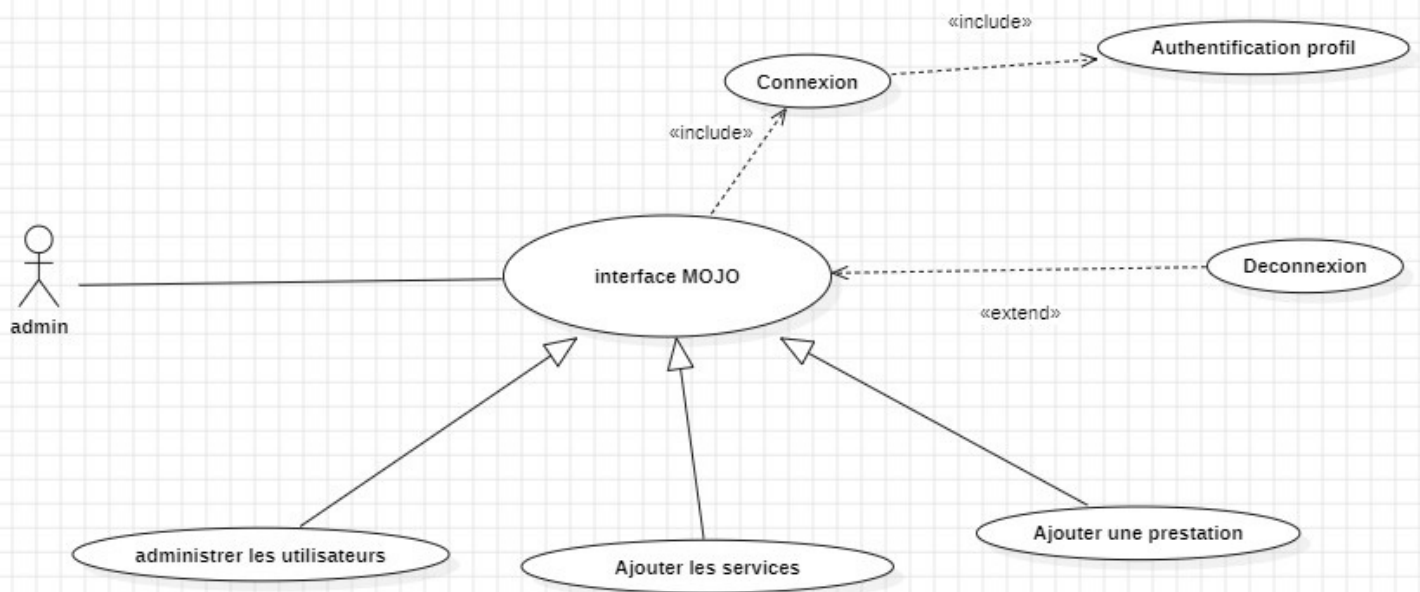 «include»
Authentification profil
Connexion
«include»
admin
interface MOJO
Deconnexion
«extend»
administrer les utilisateurs
Ajouter les services
Ajouter une prestation